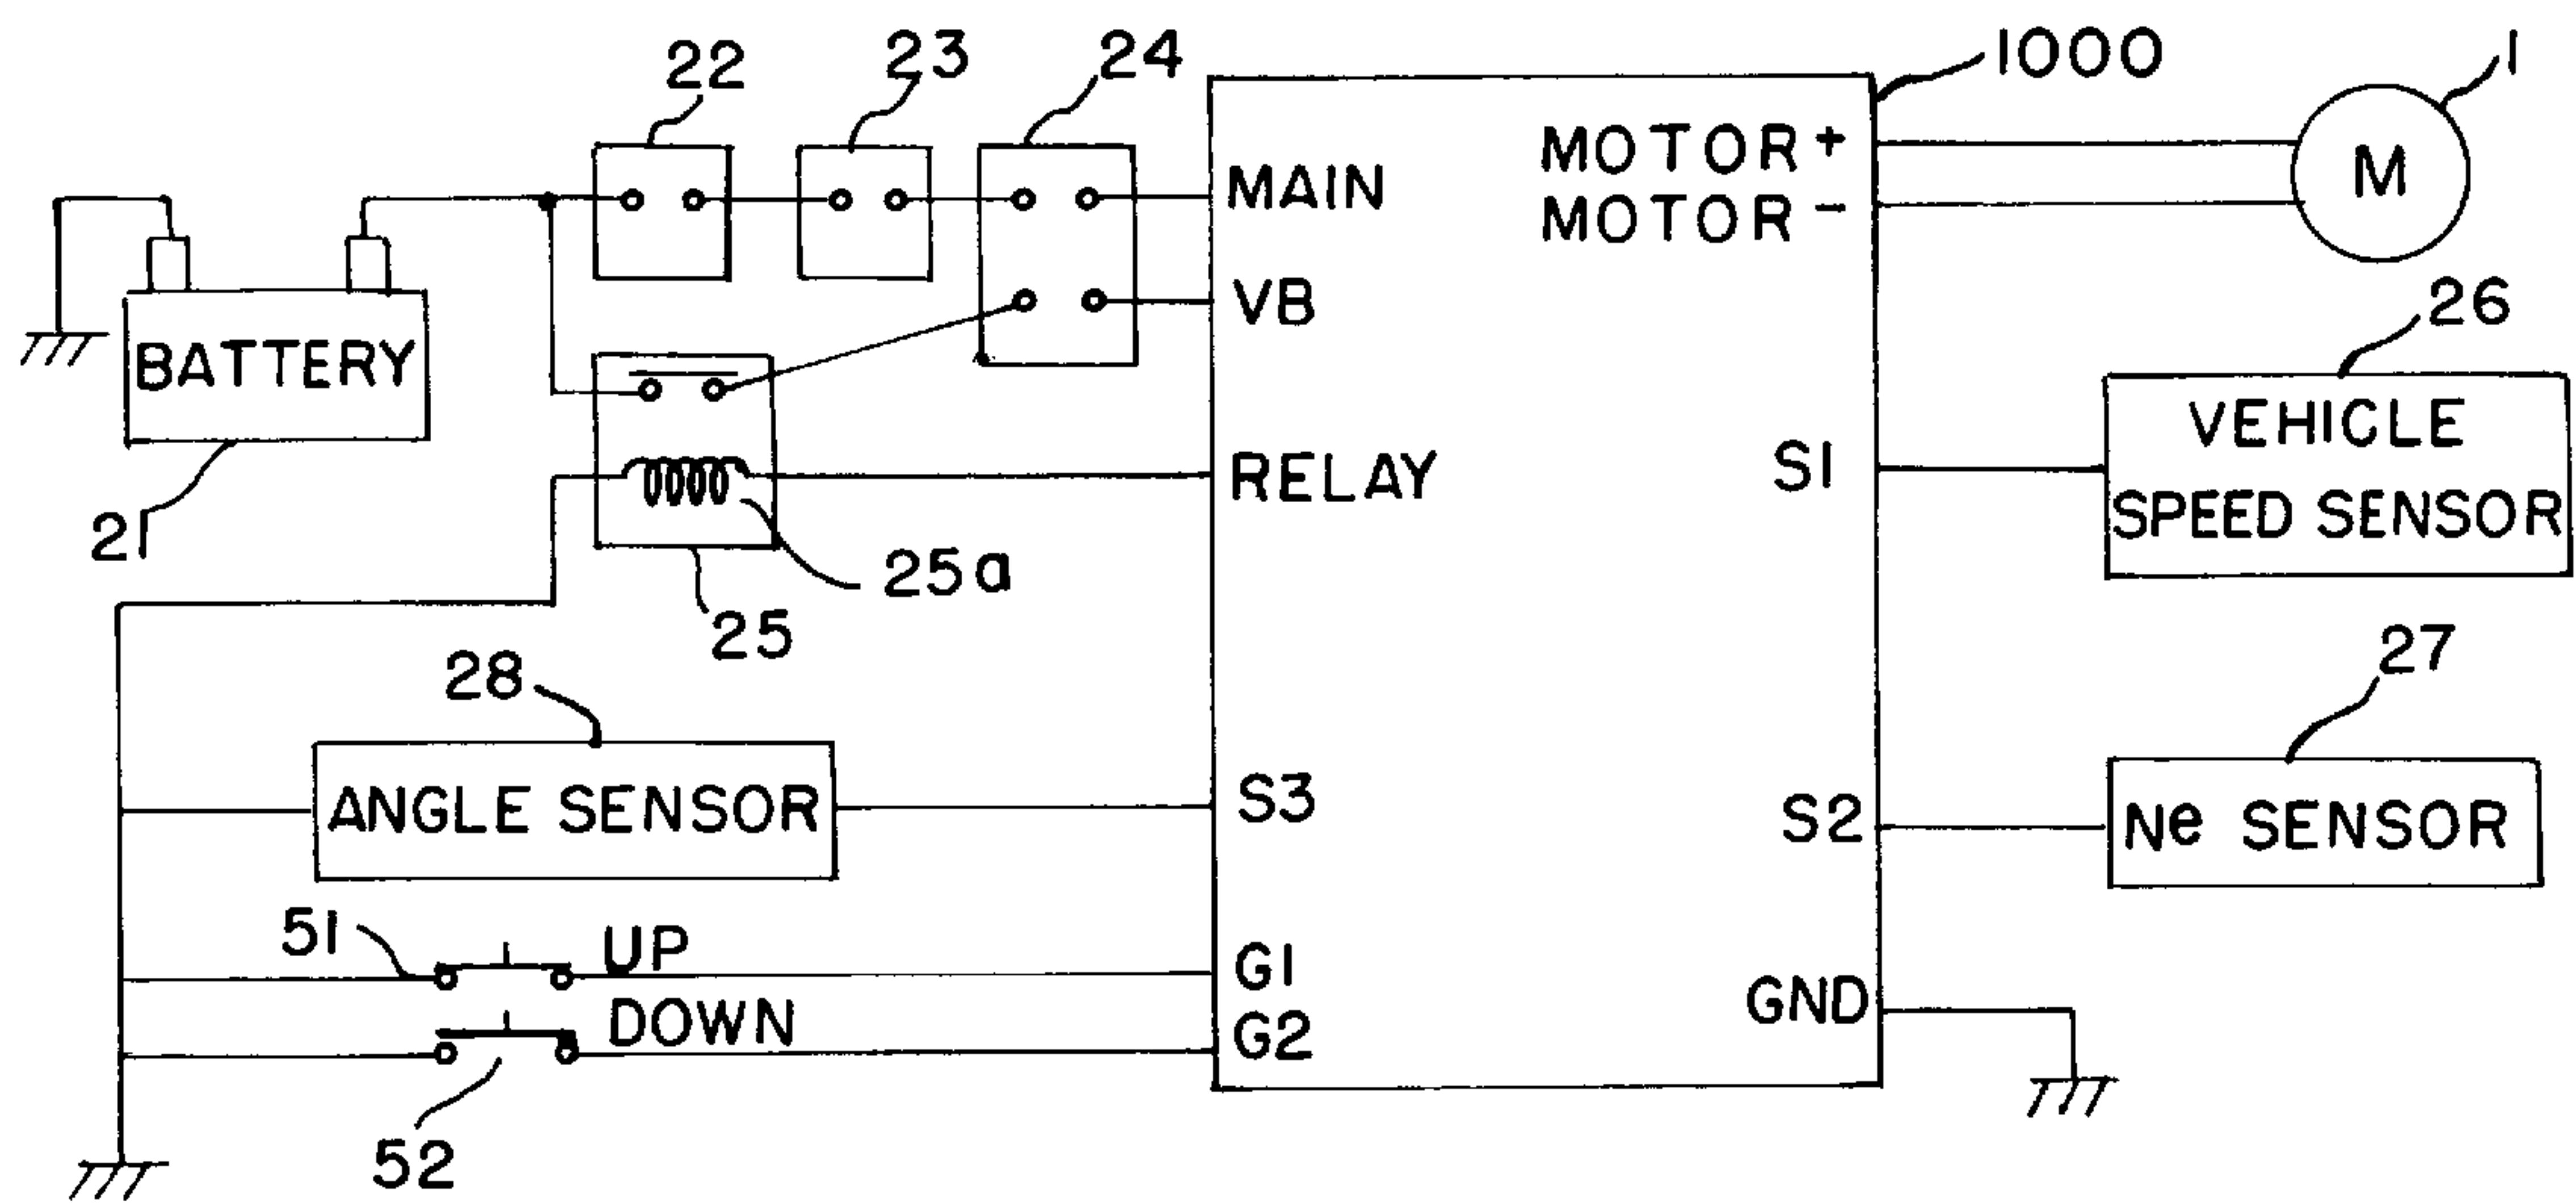 22
23
24
1000
1
MOTOR +
MOTOR -
M
MAIN
VB
BATTERY
21
RELAY
25a
25
26
VEHICLE
SPEED SENSOR
S1
28
27
ANGLE SENSOR
S3
S2
Ne SENSOR
51
UP
G1
DOWN
G2
GND
52